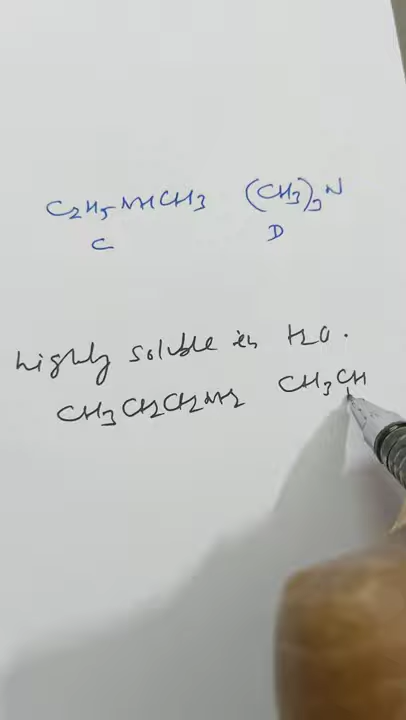 C2H5NHCH3 (CH3)3N
C D
highly soluble in H2O.
CH3CH2CH2NH2 CH3CH